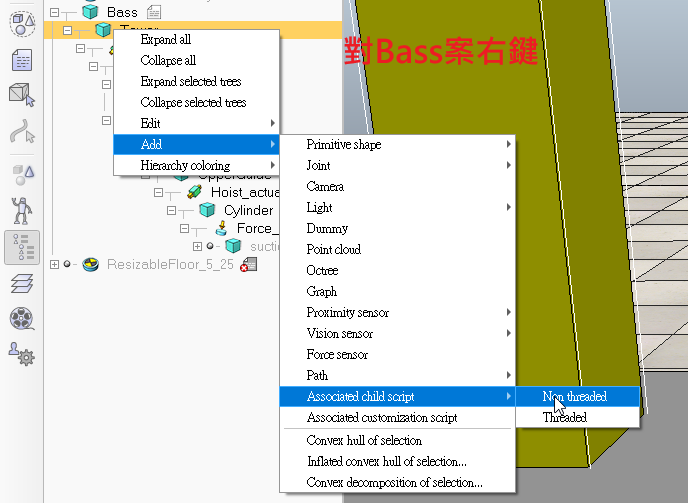 Bass
Tower
Expand all
Collapse all
Expand selected trees
Collapse selected trees
Edit
Add
Hierarchy coloring
對Bass案右鍵
Primitive shape
Joint
Camera
Light
Dummy
Point cloud
Octree
Graph
Proximity sensor
Vision sensor
Force sensor
Path
Associated child script
Associated customization script
Convex hull of selection
Inflated convex hull of selection...
Convex decomposition of selection...
Non threaded
Threaded
UpperGuide
Hoist_actua
Cylinder
Force_
suctio
ResizableFloor_5_25